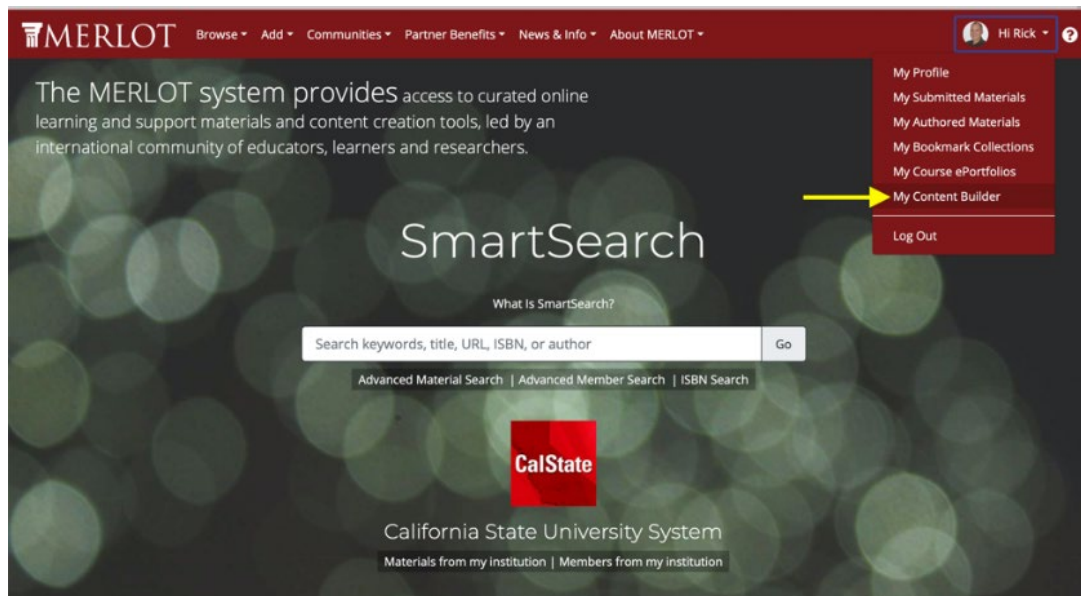 MERLOT Browse Add Communities Partner Benefits News & Info About MERLOT Hi Rick ?
The MERLOT system provides access to curated online
learning and support materials and content creation tools, led by an
international community of educators, learners and researchers.
My Profile
My Submitted Materials
My Authored Materials
My Bookmark Collections
My Course ePortfolios
My Content Builder
Log Out
SmartSearch
What Is SmartSearch?
Search keywords, title, URL, ISBN, or author Go
Advanced Material Search | Advanced Member Search | ISBN Search
CalState
California State University System
Materials from my institution | Members from my institution